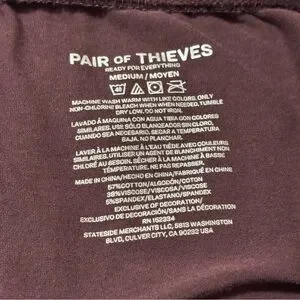 PAIR OF THIEVES
READY FOR EVERYTHING
MEDIUM / MOYEN
MACHINE WASH WARM WITH LIKE COLORS. ONLY
NON-CHLORINE BLEACH WHEN NEEDED. TUMBLE
DRY LOW. DO NOT IRON.
LAVADO A MAQUINA CON AGUA TIBIA CON COLORES
SIMILARES. USE SÓLO BLANQUEADOR SIN CLORO,
CUANDO SEA NECESARIO. SECAR A TEMPERATURA
BAJA. NO PLANCHAR.
LAVER À LA MACHINE À L'EAU TIÈDE AVEC COULEURS
SIMILAIRES. UTILISER UN AGENT DE BLANCHIMENT NON
CHLORÉ AU BESOIN. SÉCHER À LA MACHINE À BASSE
TEMPÉRATURE. NE PAS REPASSER.
MADE IN CHINA/HECHO EN CHINA/ FABRIQUÉ EN CHINE
57% COTTON/ALGODÓN/COTON
38% VISCOSE/VISCOSA/VISCOSE
5% SPANDEX/ELASTANO/SPANDEX
EXCLUSIVE OF DECORATION/
EXCLUSIVO DE DECORACIÓN/SANS LA DÉCORATION
RN 152334
STATESIDE MERCHANTS LLC, 5813 WASHINGTON
BLVD, CULVER CITY, CA 90232 USA